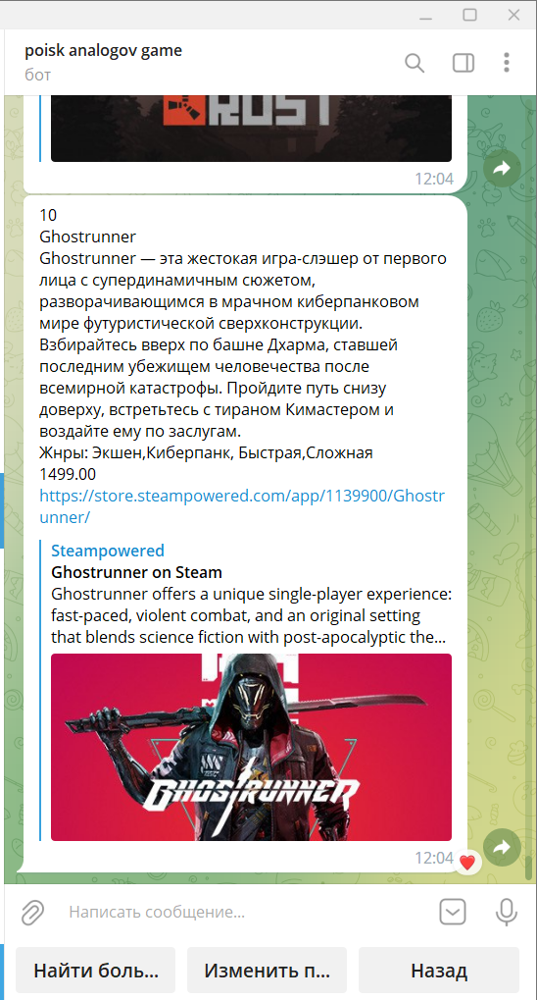 poisk analogov game
бот
RUST
12:04
10
Ghostrunner
Ghostrunner — эта жестокая игра-слэшер от первого
лица с супердинамичным сюжетом,
разворачивающимся в мрачном киберпанковом
мире футуристической сверхконструкции.
Взбирайтесь вверх по башне Дхарма, ставшей
последним убежищем человечества после
всемирной катастрофы. Пройдите путь снизу
доверху, встретьтесь с тираном Кимастером и
воздайте ему по заслугам.
Жнры: Экшен,Киберпанк, Быстрая,Сложная
1499.00
https://store.steampowered.com/app/1139900/Ghostr
unner/
Steampowered
Ghostrunner on Steam
Ghostrunner offers a unique single-player experience:
fast-paced, violent combat, and an original setting
that blends science fiction with post-apocalyptic the...
GHOSTRUNNER
12:04
Написать сообщение...
Найти боль...
Изменить п...
Назад